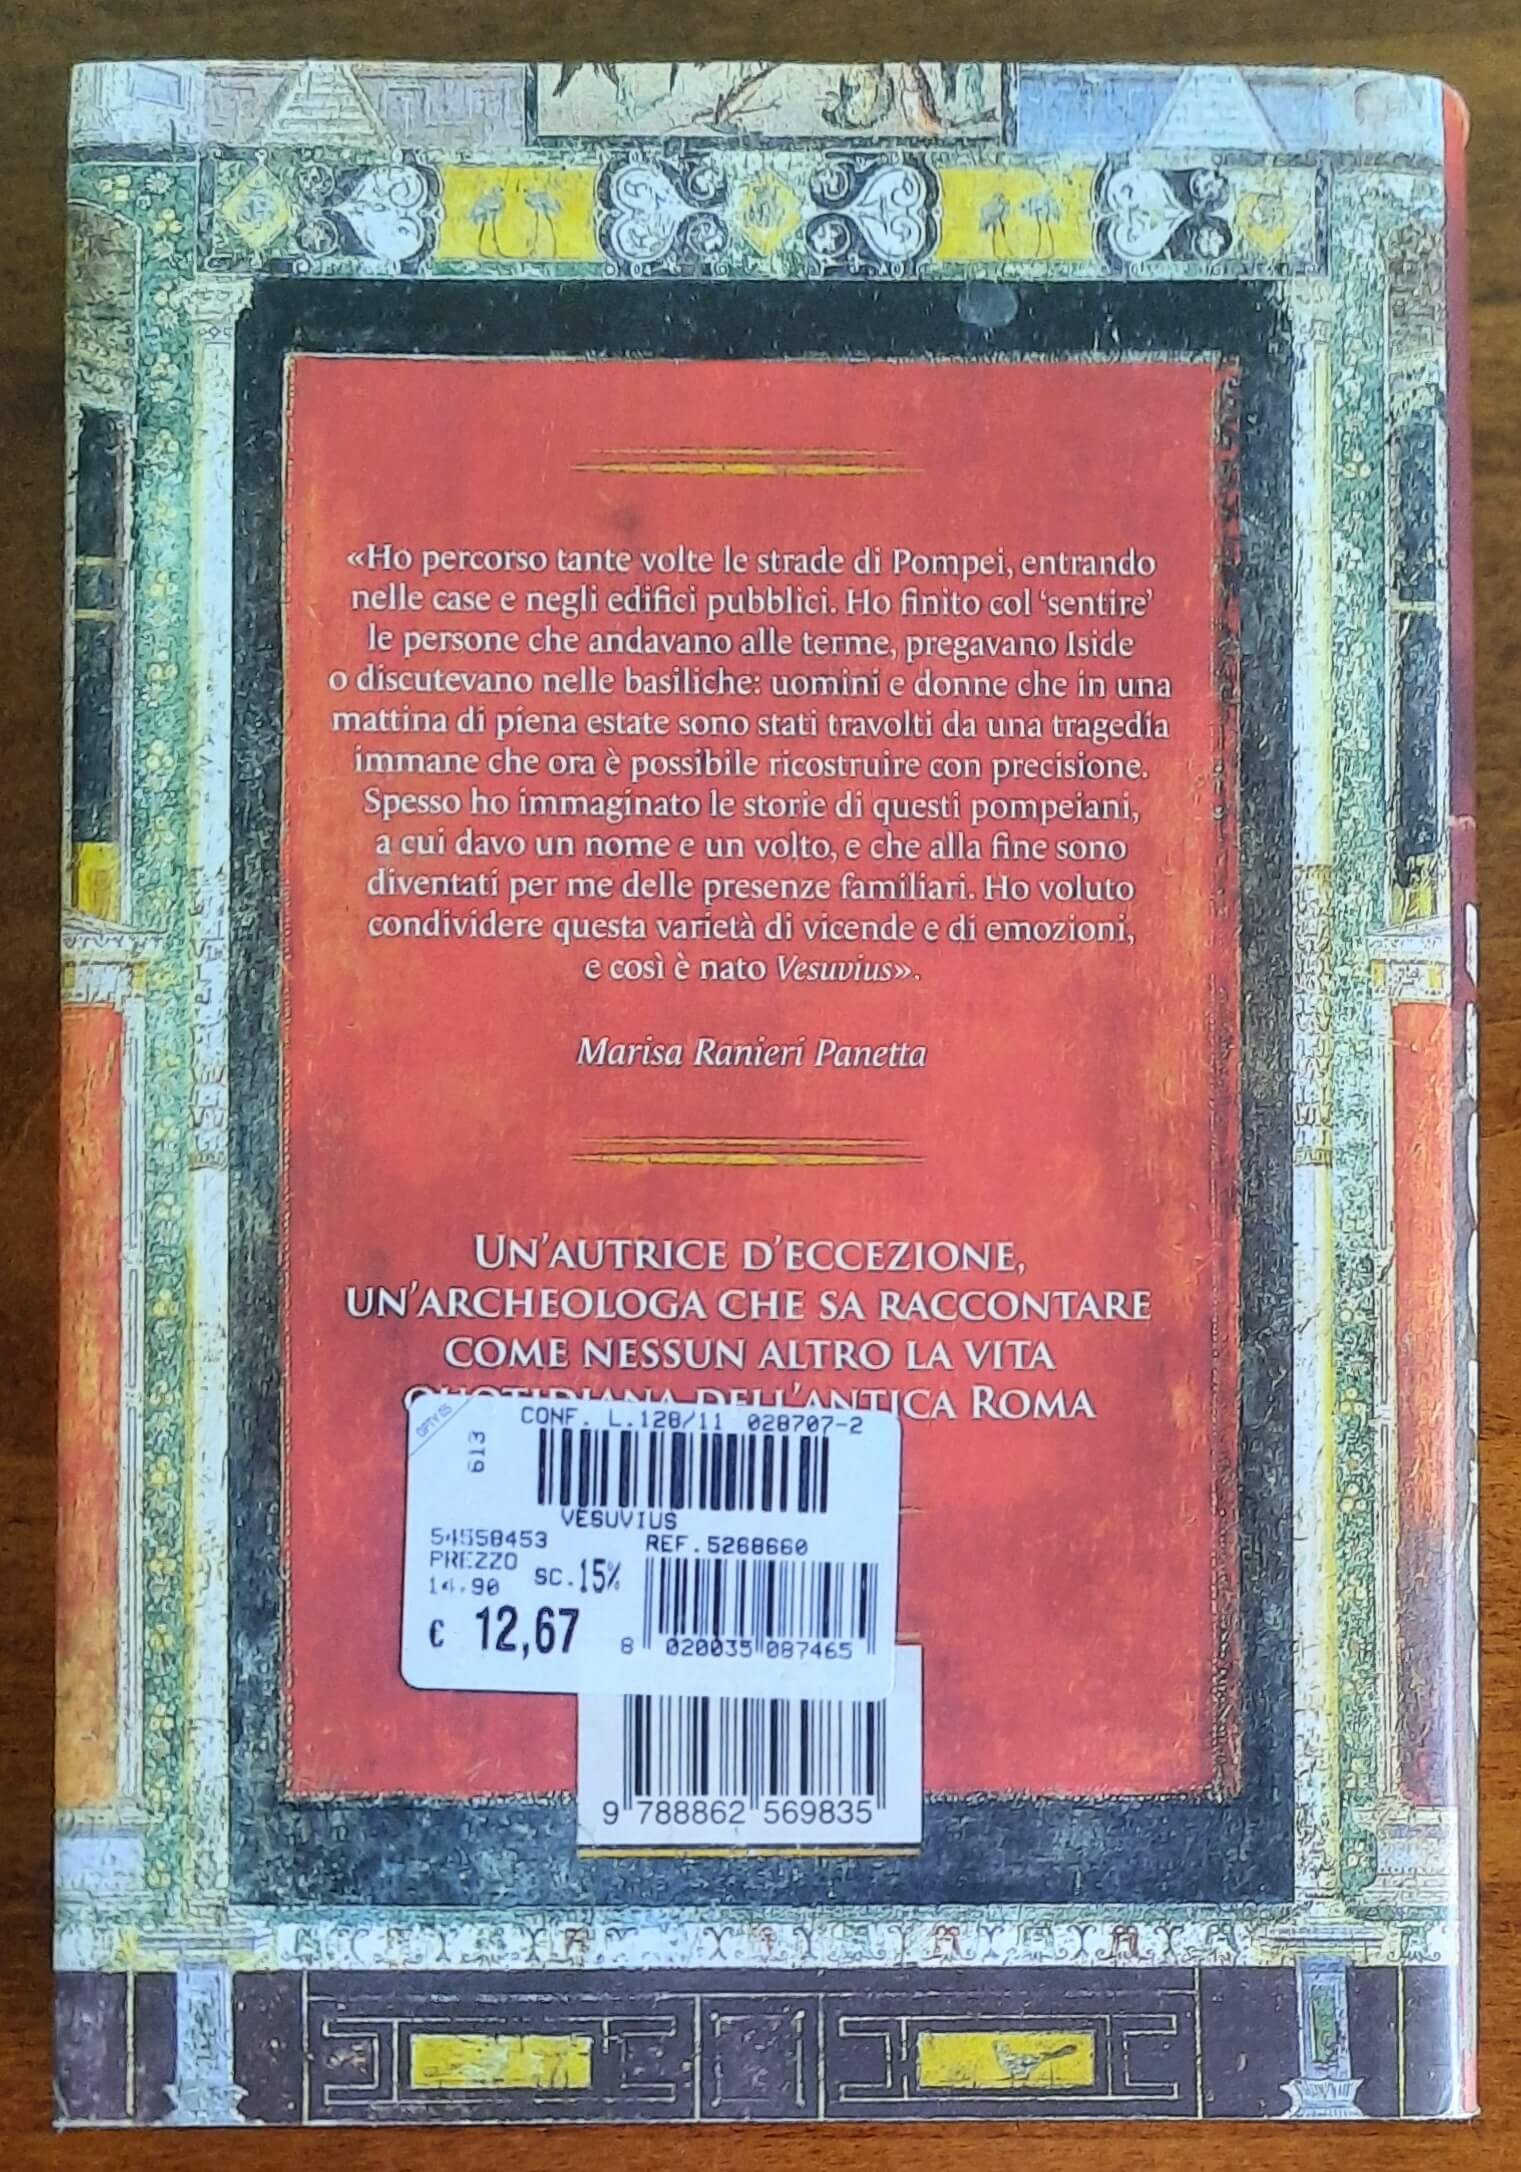 «Ho percorso tante volte le strade di Pompei, entrando
nelle case e negli edifici pubblici. Ho finito col ‘sentire’
le persone che andavano alle terme, pregavano Iside
o discutevano nelle basiliche: uomini e donne che in una
mattina di piena estate sono stati travolti da una tragedia
immane che ora è possibile ricostruire con precisione.
Spesso ho immaginato le storie di questi pompeiani,
a cui davo un nome e un volto, e che alla fine sono
diventati per me delle presenze familiari. Ho voluto
condividere questa varietà di vicende e di emozioni,
e così è nato Vesuvius».
Marisa Ranieri Panetta
UN’AUTRICE D’ECCEZIONE,
UN’ARCHEOLOGA CHE SA RACCONTARE
COME NESSUN ALTRO LA VITA
QUOTIDIANA DELL’ANTICA ROMA
CONF. L.128/11 028707-2
613
VESUVIUS
54558453 REF.5268660
PREZZO
14.90 SC.15%
€ 12,67
8 020035 087465
9 788862 569835